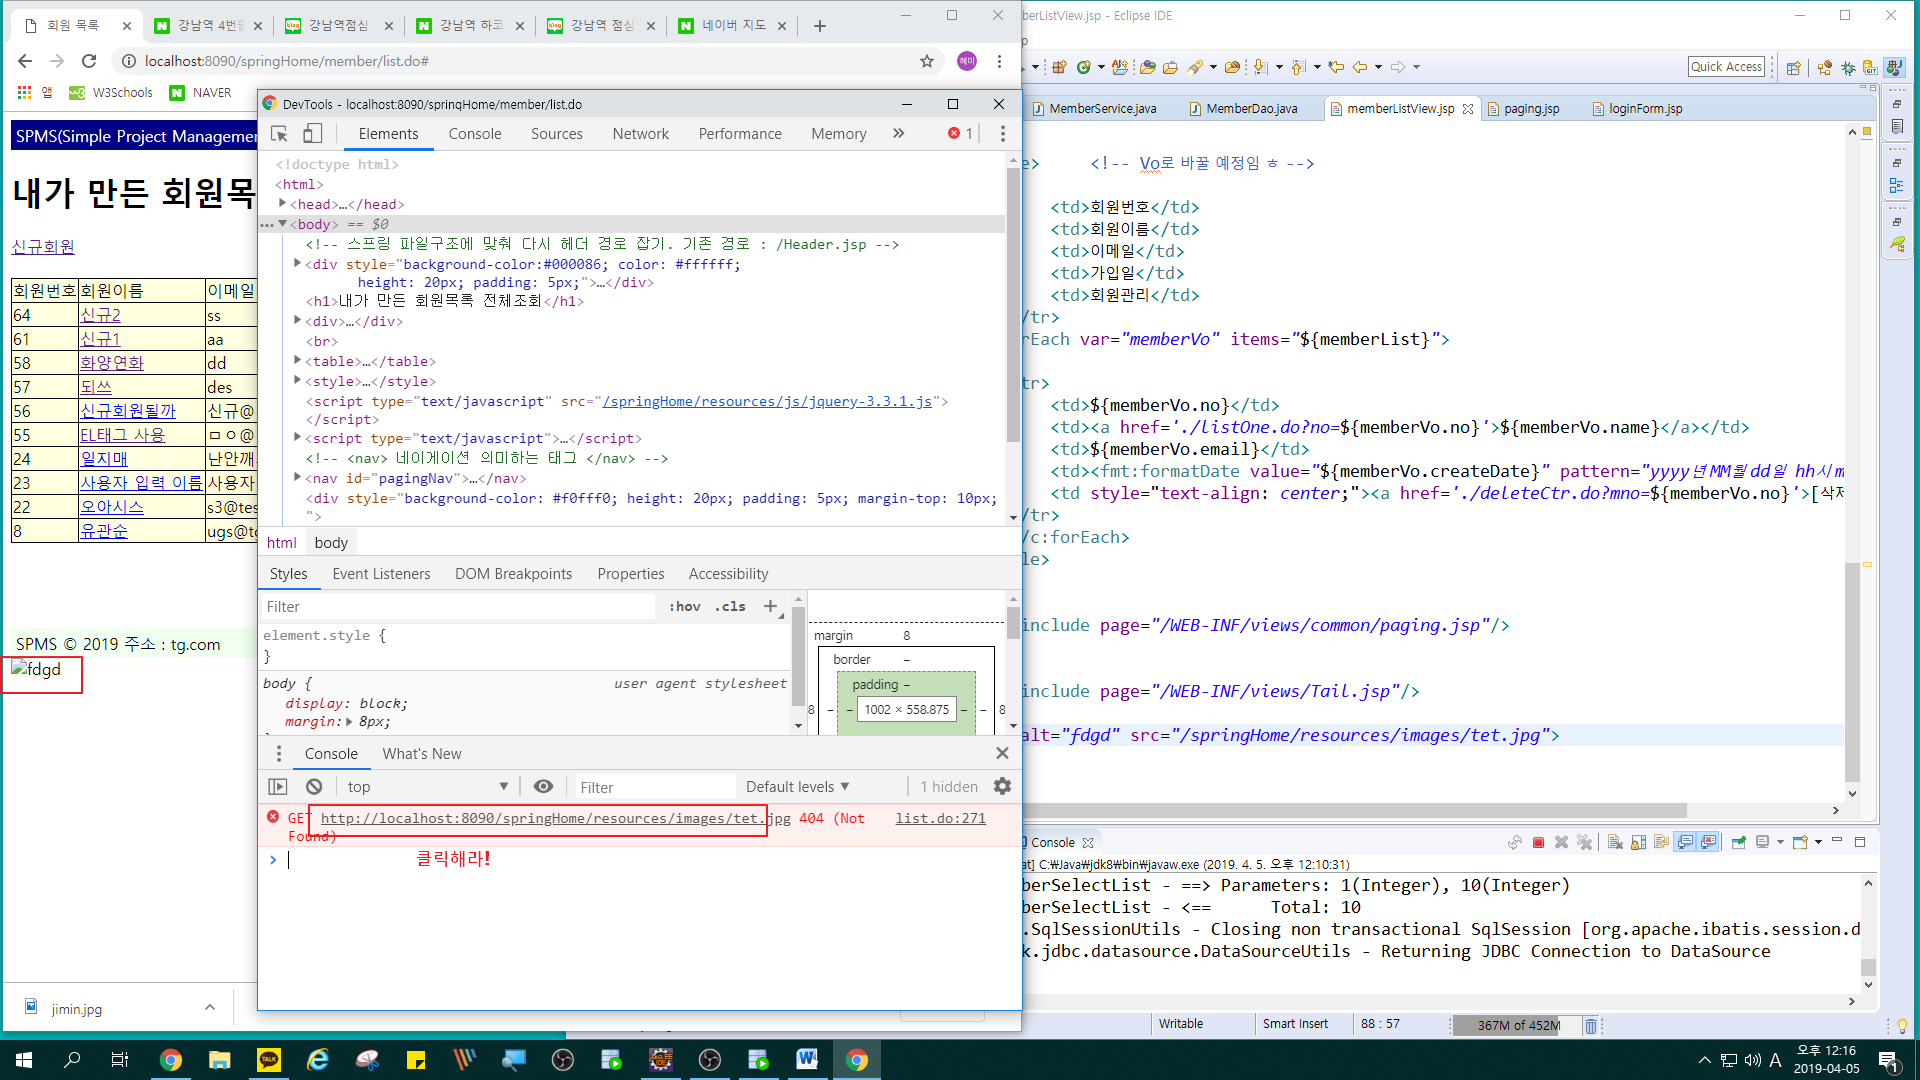 회원 목록
강남역 4번출
강남역점심
강남역 하코
강남역 점심
네이버 지도
localhost:8090/springHome/member/list.do#
해미
앱
W3Schools
NAVER
SPMS(Simple Project Managemen
내가 만든 회원목
신규회원
회원번호 회원이름 이메일
64 신규2 ss
61 신규1 aa
58 화양연화 dd
57 되쓰 des
56 신규회원될까 신규@
55 EL태그 사용 ㅁㅇ@
24 일지매 난안깨
23 사용자 입력 이름 사용자
22 오아시스 s3@tes
8 유관순 ugs@tg
SPMS © 2019 주소 : tg.com
fdgd
jimin.jpg
DevTools - localhost:8090/springHome/member/list.do
Elements Console Sources Network Performance Memory » 1
<!doctype html>
<html>
<head>…</head>
<body> == $0
<!-- 스프링 파일구조에 맞춰 다시 헤더 경로 잡기. 기존 경로 : /Header.jsp -->
<div style="background-color:#000086; color: #ffffff;
height: 20px; padding: 5px;">…</div>
<h1>내가 만든 회원목록 전체조회</h1>
<div>…</div>
<br>
<table>…</table>
<style>…</style>
<script type="text/javascript" src="/springHome/resources/js/jquery-3.3.1.js">
</script>
<script type="text/javascript">…</script>
<!-- <nav> 네이게이션 의미하는 태그 </nav> -->
<nav id="pagingNav">…</nav>
<div style="background-color: #f0fff0; height: 20px; padding: 5px; margin-top: 10px;
">
html body
Styles Event Listeners DOM Breakpoints Properties Accessibility
Filter :hov .cls +
element.style {
}
body { user agent stylesheet
display: block;
margin: 8px;
margin 8
border –
padding –
8 – – 1002 × 558.875 – – 8
Console What's New
top Filter Default levels 1 hidden
GET http://localhost:8090/springHome/resources/images/tet.jpg 404 (Not list.do:271
Found)
클릭해라!
berListView.jsp - Eclipse IDE
p
Quick Access
MemberService.java MemberDao.java memberListView.jsp paging.jsp loginForm.jsp
e> <!-- Vo로 바꿀 예정임 ㅎ -->
<td>회원번호</td>
<td>회원이름</td>
<td>이메일</td>
<td>가입일</td>
<td>회원관리</td>
/tr>
rEach var="memberVo" items="${memberList}">
tr>
<td>${memberVo.no}</td>
<td><a href='./listOne.do?no=${memberVo.no}'>${memberVo.name}</a></td>
<td>${memberVo.email}</td>
<td><fmt:formatDate value="${memberVo.createDate}" pattern="yyyy년MM월dd일 hh시m
<td style="text-align: center;"><a href='./deleteCtr.do?mno=${memberVo.no}'>[삭제
/tr>
/c:forEach>
le>
include page="/WEB-INF/views/common/paging.jsp"/>
include page="/WEB-INF/views/Tail.jsp"/>
alt="fdgd" src="/springHome/resources/images/tet.jpg">
Console
at] C:￦Java￦jdk8￦bin￦javaw.exe (2019. 4. 5. 오후 12:10:31)
berSelectList - ==> Parameters: 1(Integer), 10(Integer)
berSelectList - <== Total: 10
.SqlSessionUtils - Closing non transactional SqlSession [org.apache.ibatis.session.d
k.jdbc.datasource.DataSourceUtils - Returning JDBC Connection to DataSource
Writable Smart Insert 88 : 57 367M of 452M
TALK
A
오후 12:16
2019-04-05
1